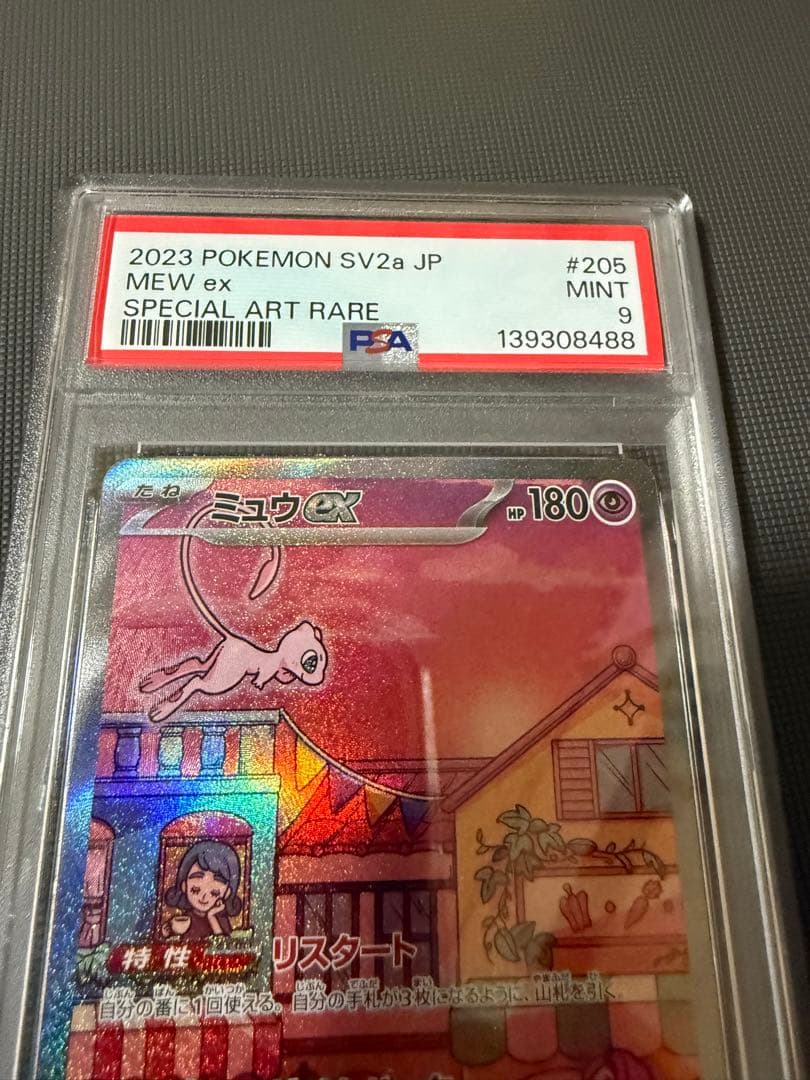 2023 POKEMON SV2a JP #205
MEW ex MINT
SPECIAL ART RARE 9
PSA 139308488
たね ミュウex HP180
特性 リスタート
自分の番に1回使える。自分の手札が3枚になるように、山札を引く。